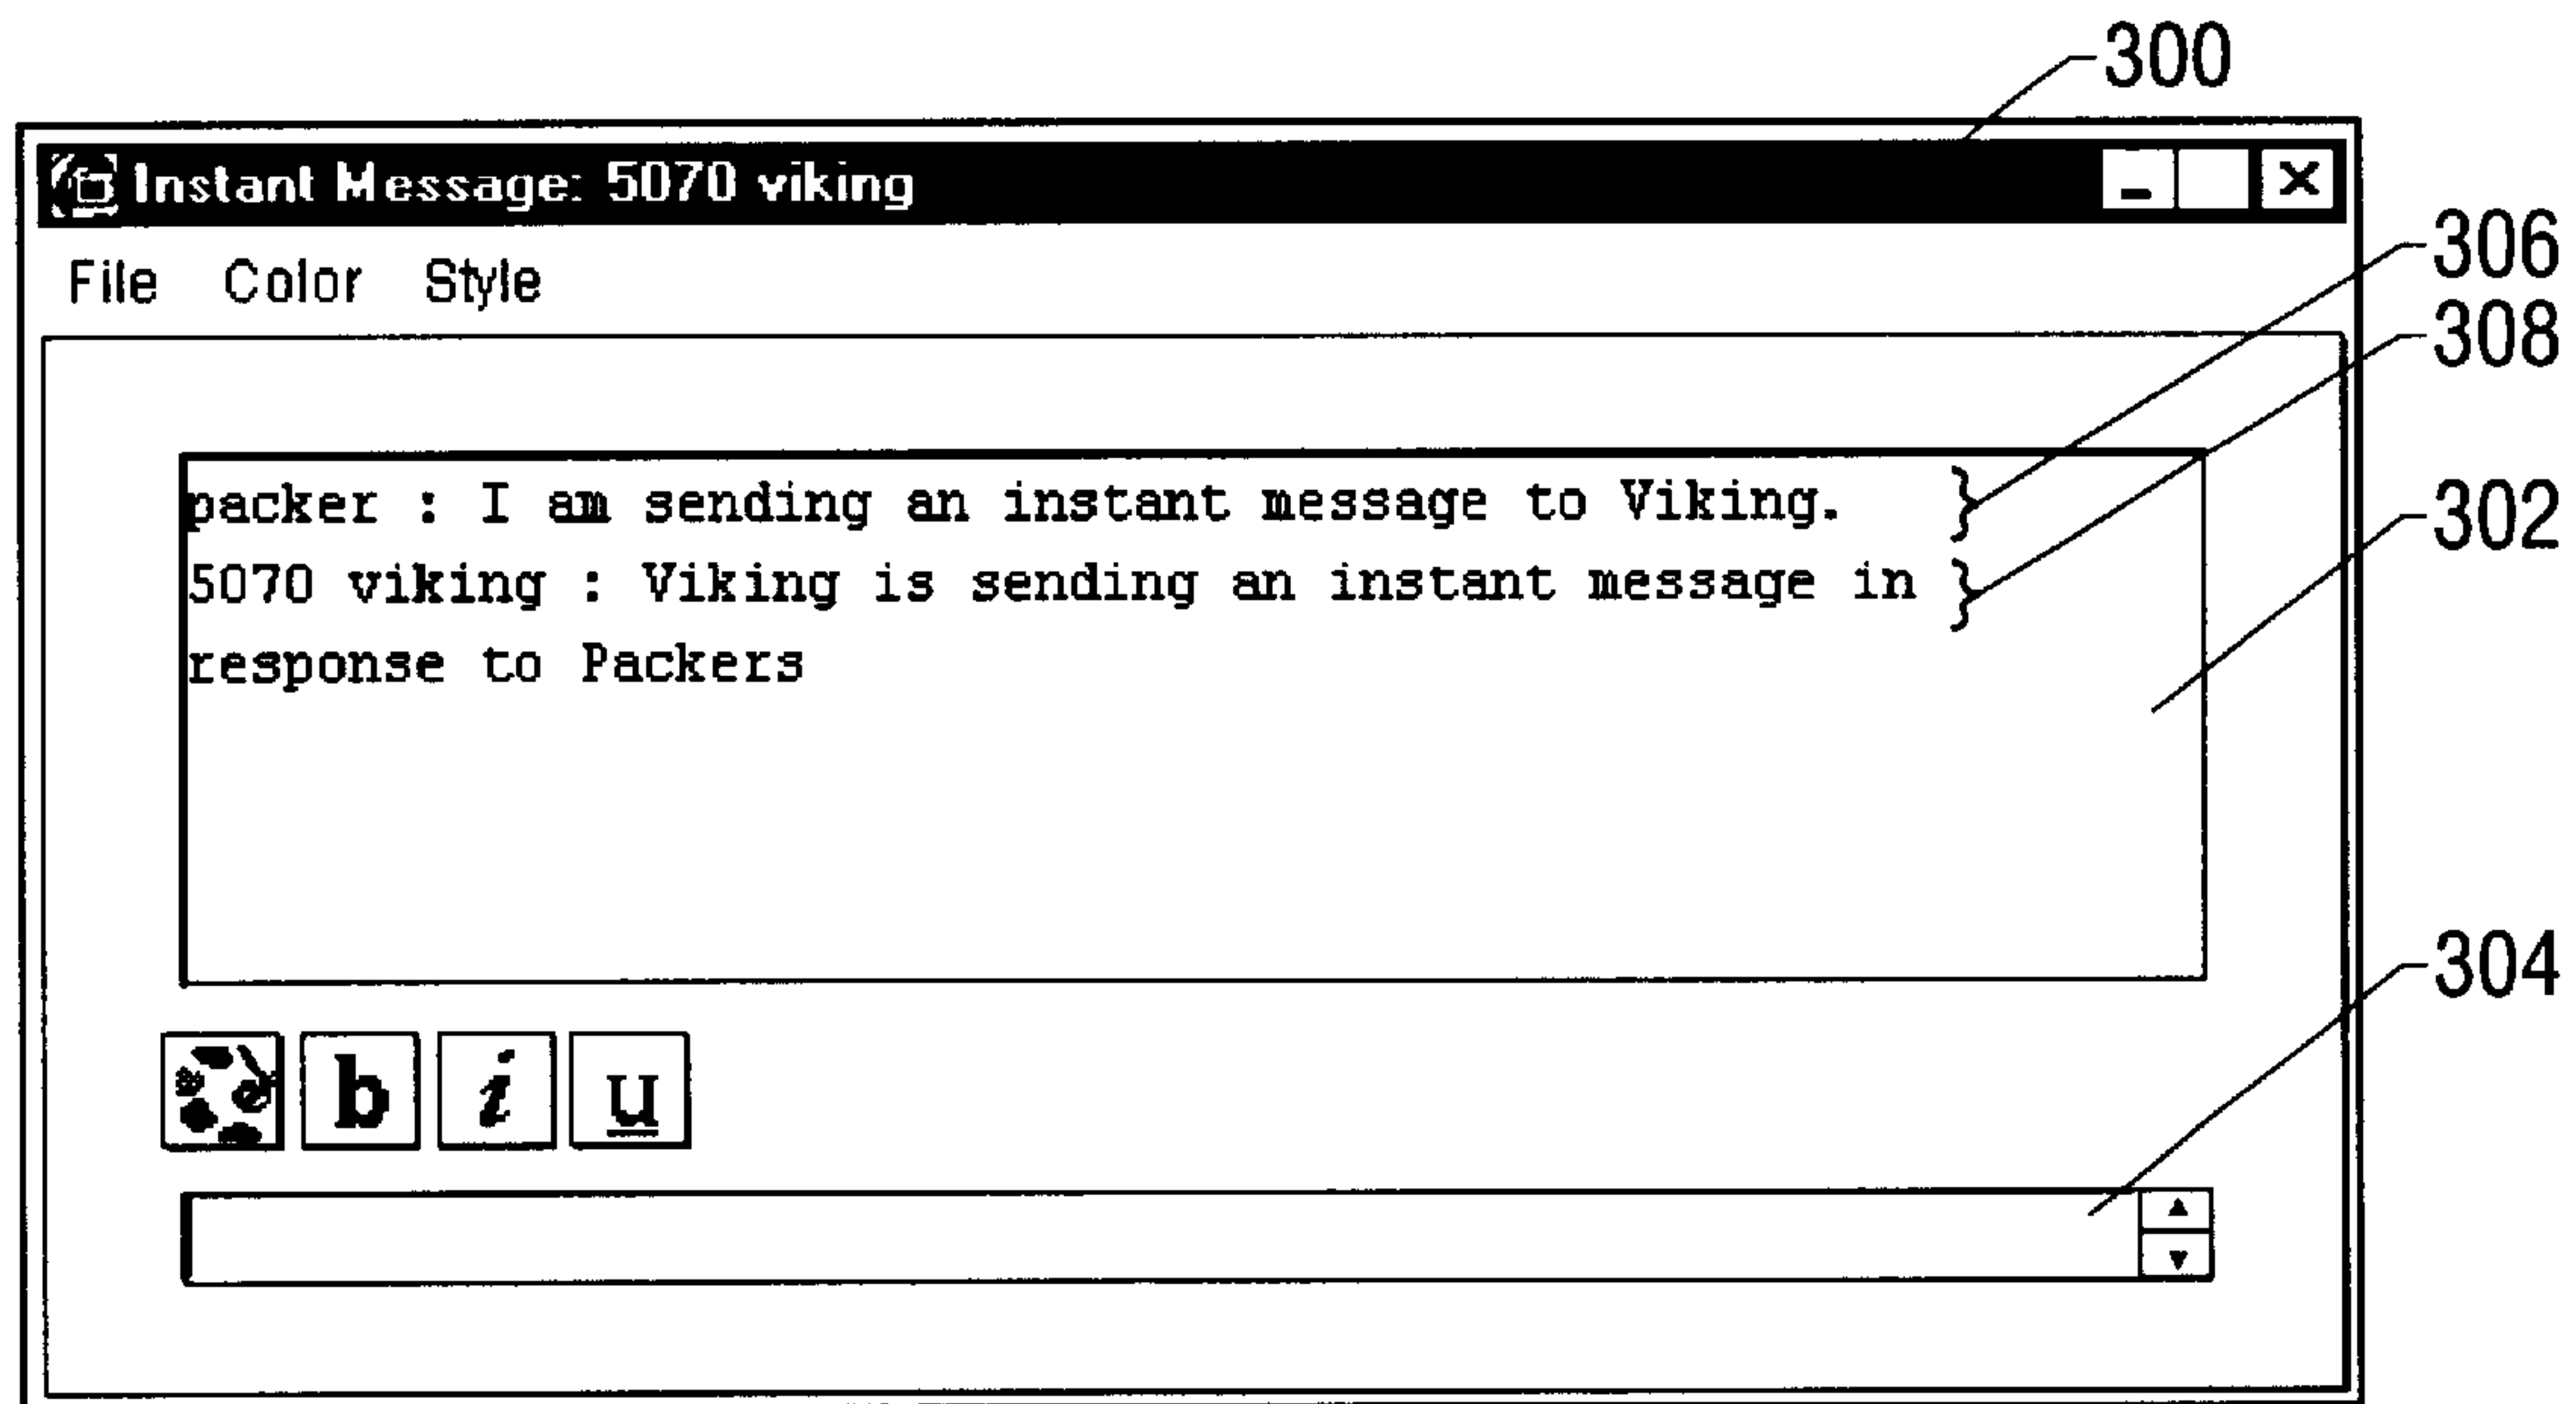 300
Instant Message: 5070 viking
306
File Color Style
308
packer : I am sending an instant message to Viking.
302
5070 viking : Viking is sending an instant message in
response to Packers
304
b i u